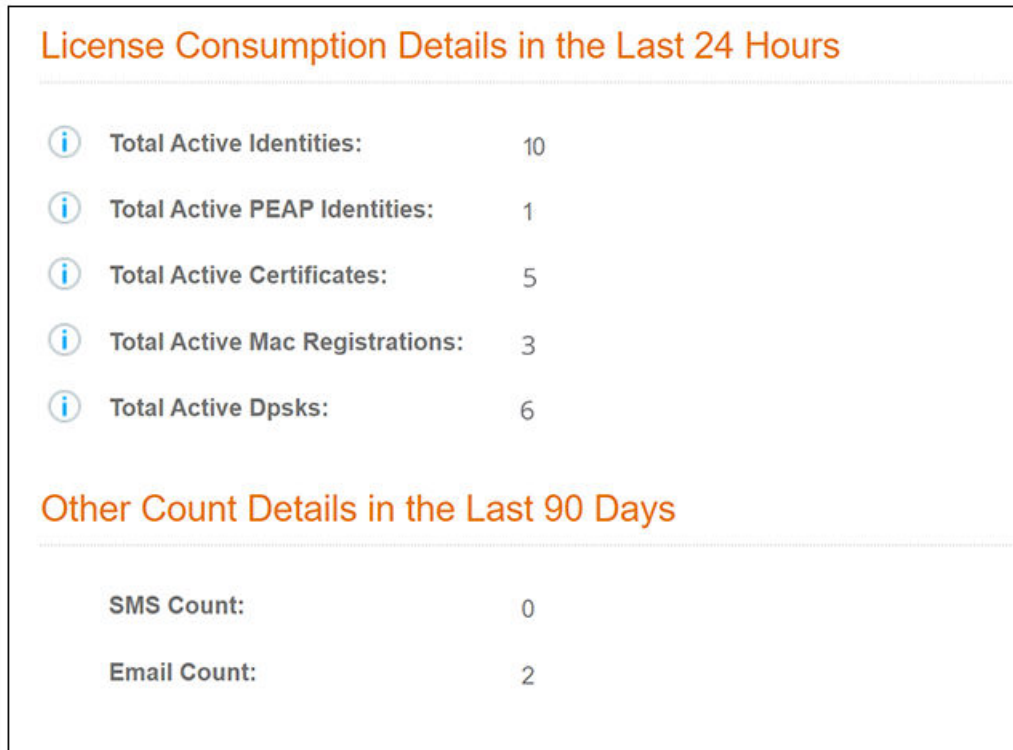 License Consumption Details in the Last 24 Hours
Total Active Identities: 10
Total Active PEAP Identities: 1
Total Active Certificates: 5
Total Active Mac Registrations: 3
Total Active Dpsks: 6
Other Count Details in the Last 90 Days
SMS Count: 0
Email Count: 2